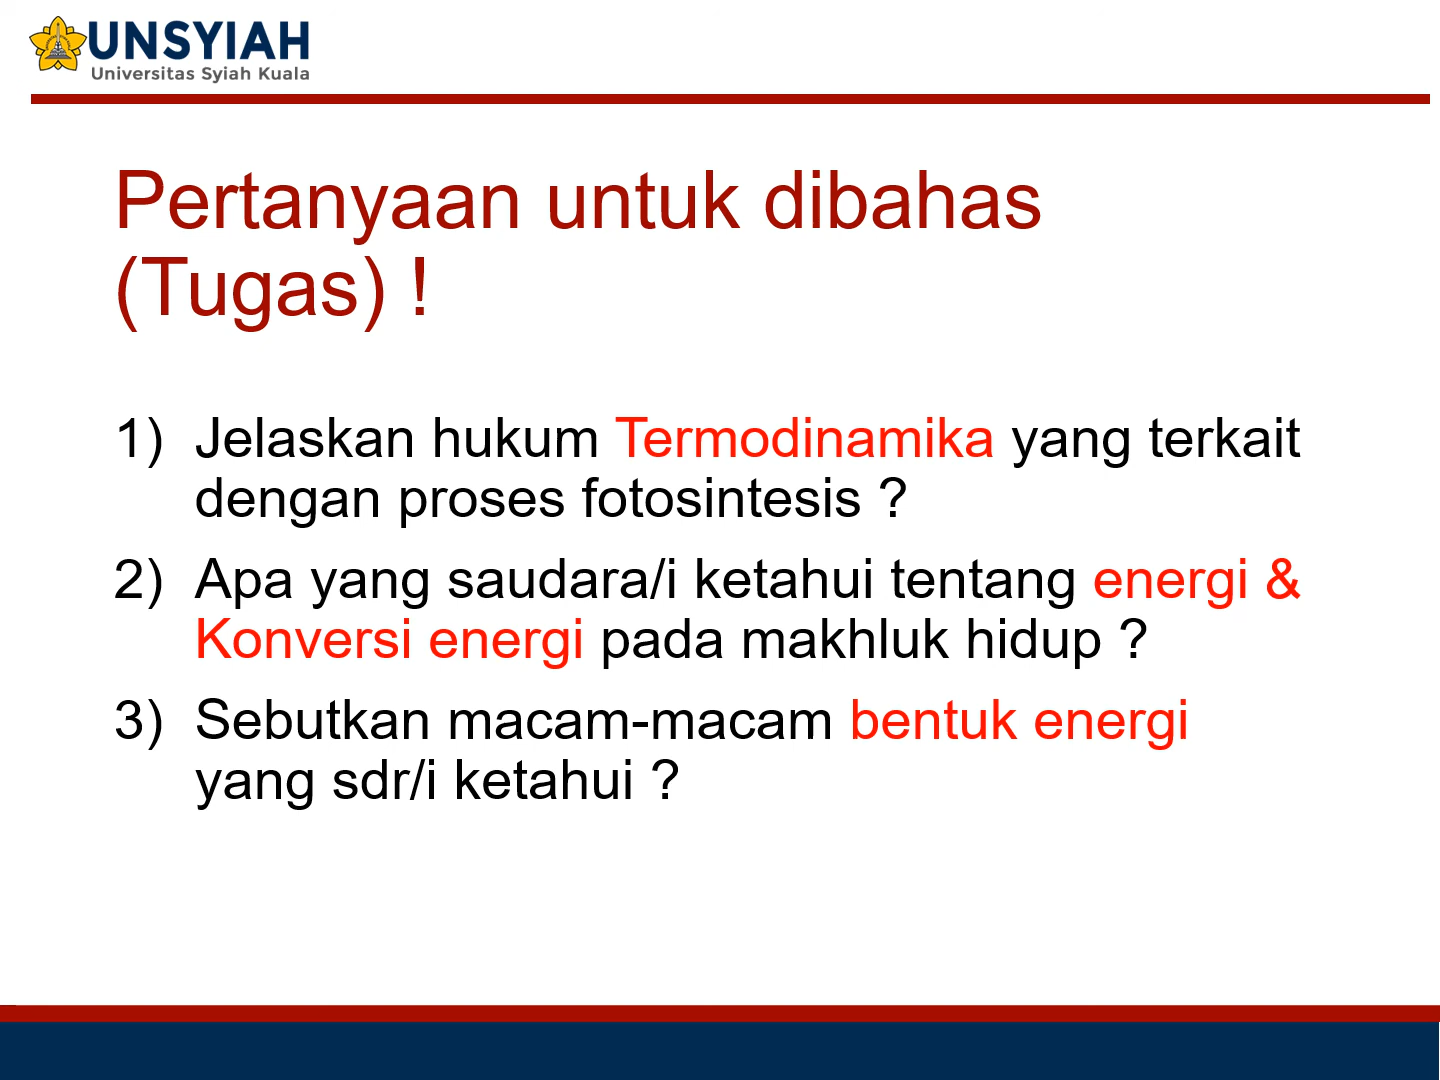 UNSYIAH
Universitas Syiah Kuala
Pertanyaan untuk dibahas
(Tugas) !
1) Jelaskan hukum Termodinamika yang terkait
dengan proses fotosintesis ?
2) Apa yang saudara/i ketahui tentang energi &
Konversi energi pada makhluk hidup ?
3) Sebutkan macam-macam bentuk energi
yang sdr/i ketahui ?